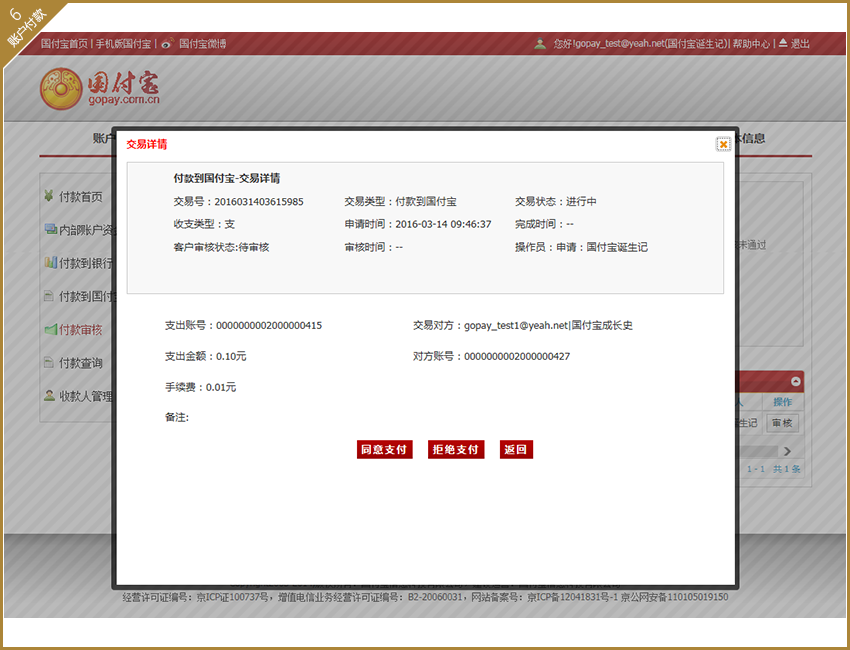 6
账户付款
国付宝首页 | 手机版国付宝 | 国付宝微博
您好!gopay_test@yeah.net(国付宝诞生记)| 帮助中心 | 退出
国付宝
gopay.com.cn
账户
信息
交易详情
付款到国付宝-交易详情
交易号：2016031403615985
交易类型：付款到国付宝
交易状态：进行中
收支类型：支
申请时间：2016-03-14 09:46:37
完成时间：--
客户审核状态:待审核
审核时间：--
操作员：申请：国付宝诞生记
付款首页
内部账户资
付款到银行
付款到国付
付款审核
付款查询
收款人管理
未通过
支出账号：0000000002000000415
交易对方：gopay_test1@yeah.net|国付宝成长史
支出金额：0.10元
对方账号：0000000002000000427
手续费：0.01元
备注:
同意支付
拒绝支付
返回
人
操作
生记
审核
1 - 1 共 1 条
经营许可证编号：京ICP证100737号，增值电信业务经营许可证编号：B2-20060031，网站备案号：京ICP备12041831号-1 京公网安备110105019150